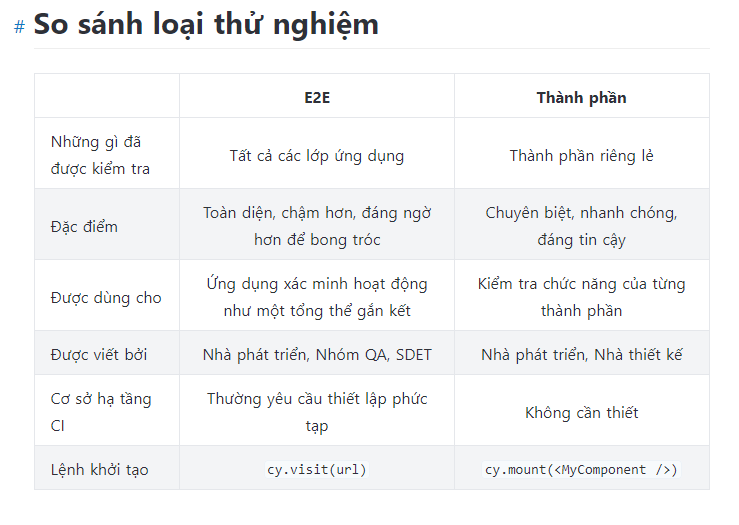 # So sánh loại thử nghiệm
E2E Thành phần
Những gì đã
được kiểm tra
Tất cả các lớp ứng dụng
Thành phần riêng lẻ
Đặc điểm
Toàn diện, chậm hơn, đáng ngờ
hơn để bong tróc
Chuyên biệt, nhanh chóng,
đáng tin cậy
Được dùng cho
Ứng dụng xác minh hoạt động
như một tổng thể gắn kết
Kiểm tra chức năng của từng
thành phần
Được viết bởi
Nhà phát triển, Nhóm QA, SDET
Nhà phát triển, Nhà thiết kế
Cơ sở hạ tầng
CI
Thường yêu cầu thiết lập phức
tạp
Không cần thiết
Lệnh khởi tạo
cy.visit(url)
cy.mount(<MyComponent />)